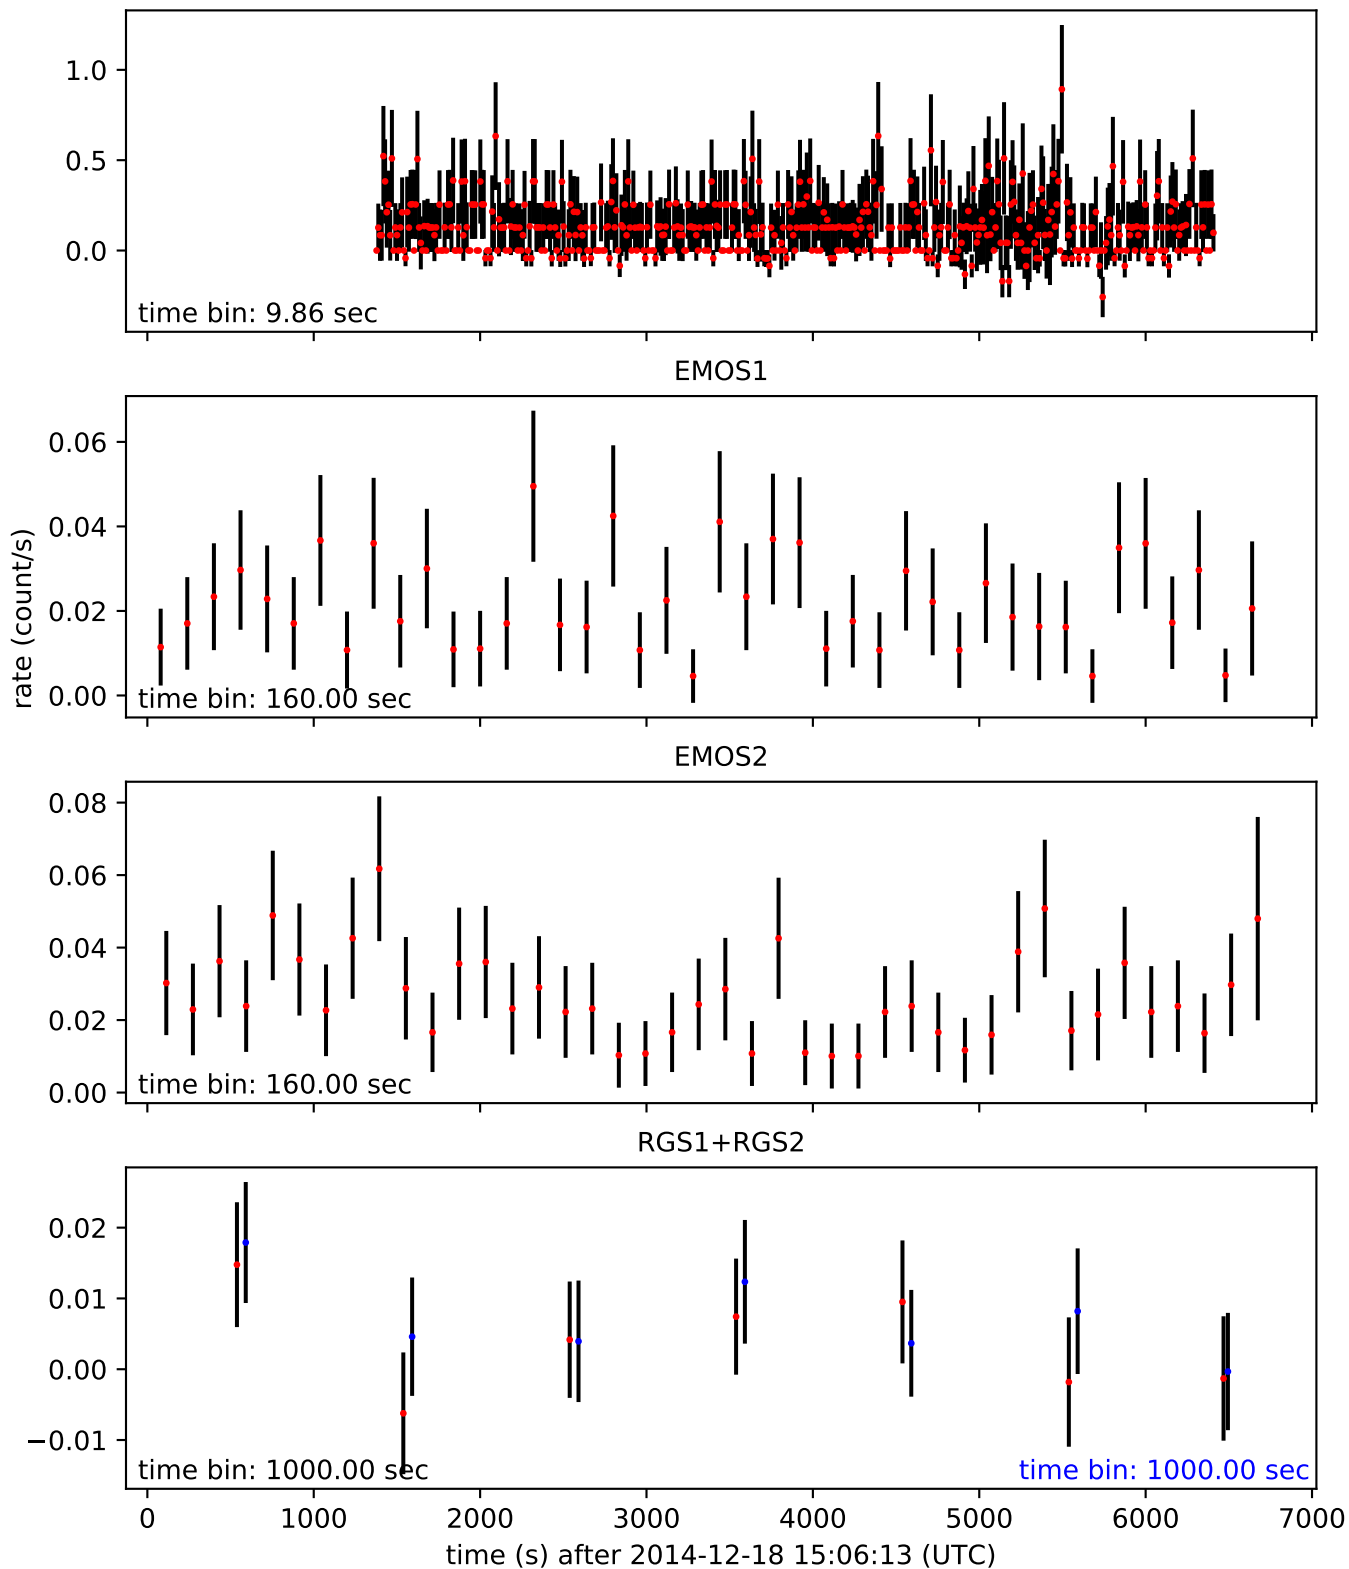 1.0
0.5
0.0
time bin: 9.86 sec
EMOS1
0.06
0.04
0.02
0.00
time bin: 160.00 sec
rate (count/s)
EMOS2
0.08
0.06
0.04
0.02
0.00
time bin: 160.00 sec
RGS1+RGS2
0.02
0.01
0.00
−0.01
time bin: 1000.00 sec
time bin: 1000.00 sec
0 1000 2000 3000 4000 5000 6000 7000
time (s) after 2014-12-18 15:06:13 (UTC)